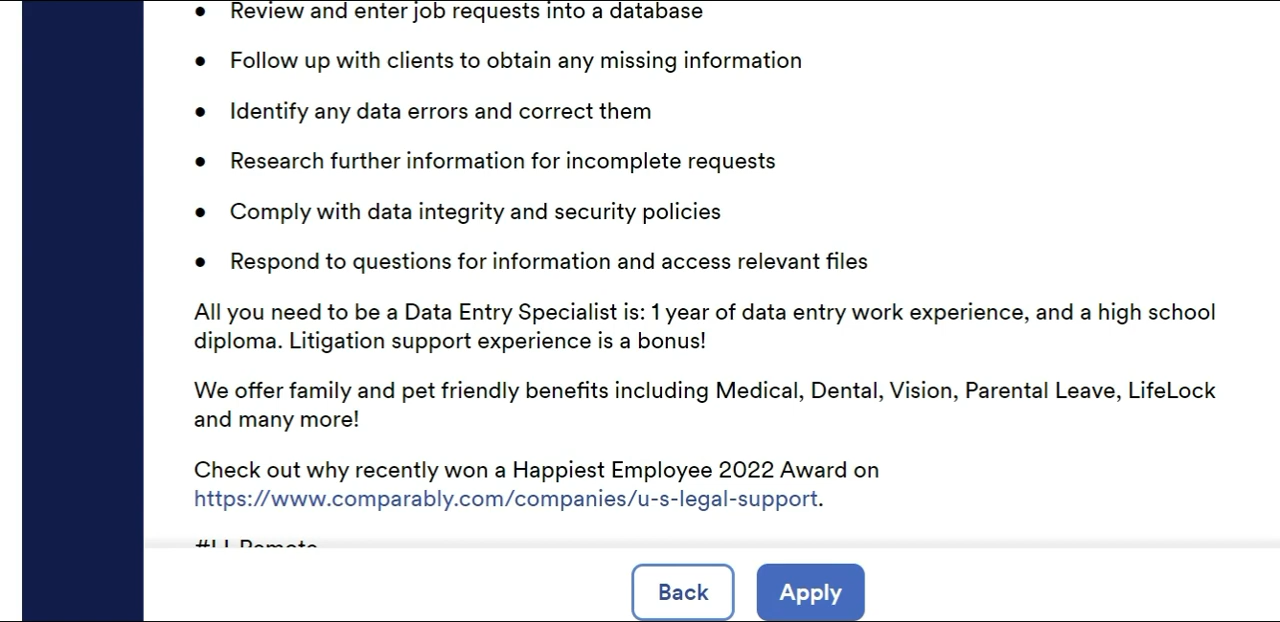 ● Review and enter job requests into a database
● Follow up with clients to obtain any missing information
● Identify any data errors and correct them
● Research further information for incomplete requests
● Comply with data integrity and security policies
● Respond to questions for information and access relevant files
All you need to be a Data Entry Specialist is: 1 year of data entry work experience, and a high school
diploma. Litigation support experience is a bonus!
We offer family and pet friendly benefits including Medical, Dental, Vision, Parental Leave, LifeLock
and many more!
Check out why recently won a Happiest Employee 2022 Award on
https://www.comparably.com/companies/u-s-legal-support.
Back
Apply